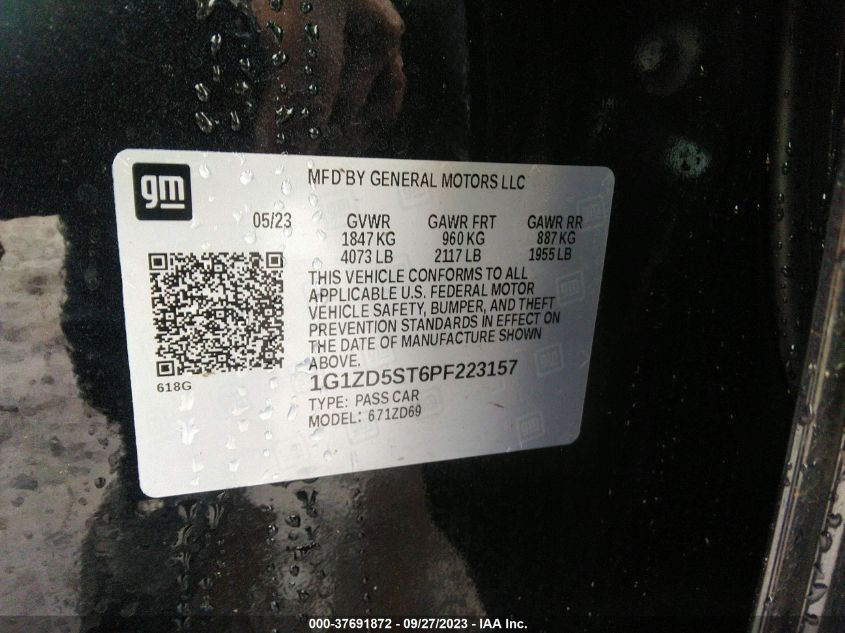 gm
MFD BY GENERAL MOTORS LLC
05/23 GVWR GAWR FRT GAWR RR
1847 KG 960 KG 887 KG
4073 LB 2117 LB 1955 LB
THIS VEHICLE CONFORMS TO ALL
APPLICABLE U.S. FEDERAL MOTOR
VEHICLE SAFETY, BUMPER, AND THEFT
PREVENTION STANDARDS IN EFFECT ON
THE DATE OF MANUFACTURE SHOWN
ABOVE.
618G
1G1ZD5ST6PF223157
TYPE: PASS CAR
MODEL: 671ZD69
000-37691872 - 09/27/2023 - IAA Inc.